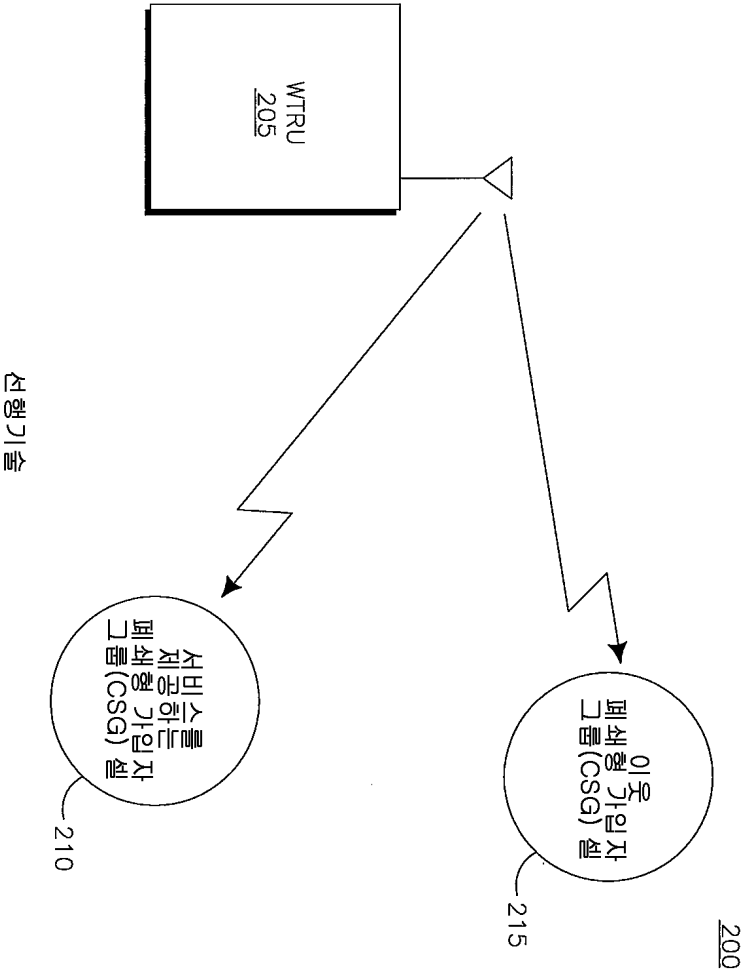 200
WTRU
205
이웃
폐쇄형 가입자
그룹(CSG) 셀
215
서비스를
제공하는
폐쇄형 가입자
그룹(CSG) 셀
210
선행기술